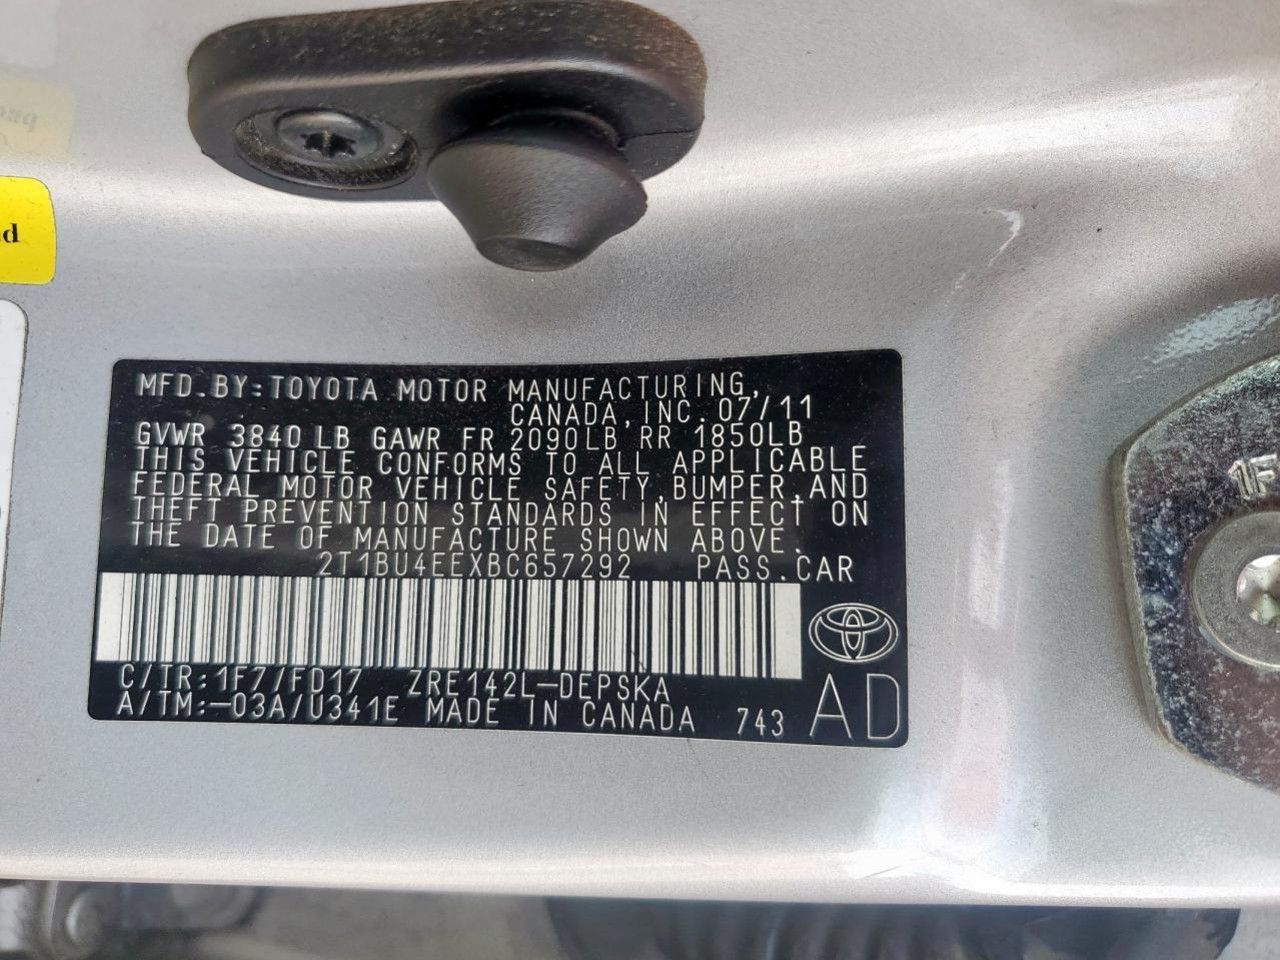 MFD.BY:TOYOTA MOTOR MANUFACTURING,
CANADA,INC.07/11
GVWR 3840LB GAWR FR 2090LB RR 1850LB
THIS VEHICLE CONFORMS TO ALL APPLICABLE
FEDERAL MOTOR VEHICLE SAFETY,BUMPER,AND
THEFT PREVENTION STANDARDS IN EFFECT ON
THE DATE OF MANUFACTURE SHOWN ABOVE.
2T1BU4EEXBC657292 PASS.CAR
C/TR:1F7/FD17 ZRE142L-DEPSKA
A/TM:-03A/U341E MADE IN CANADA 743 AD